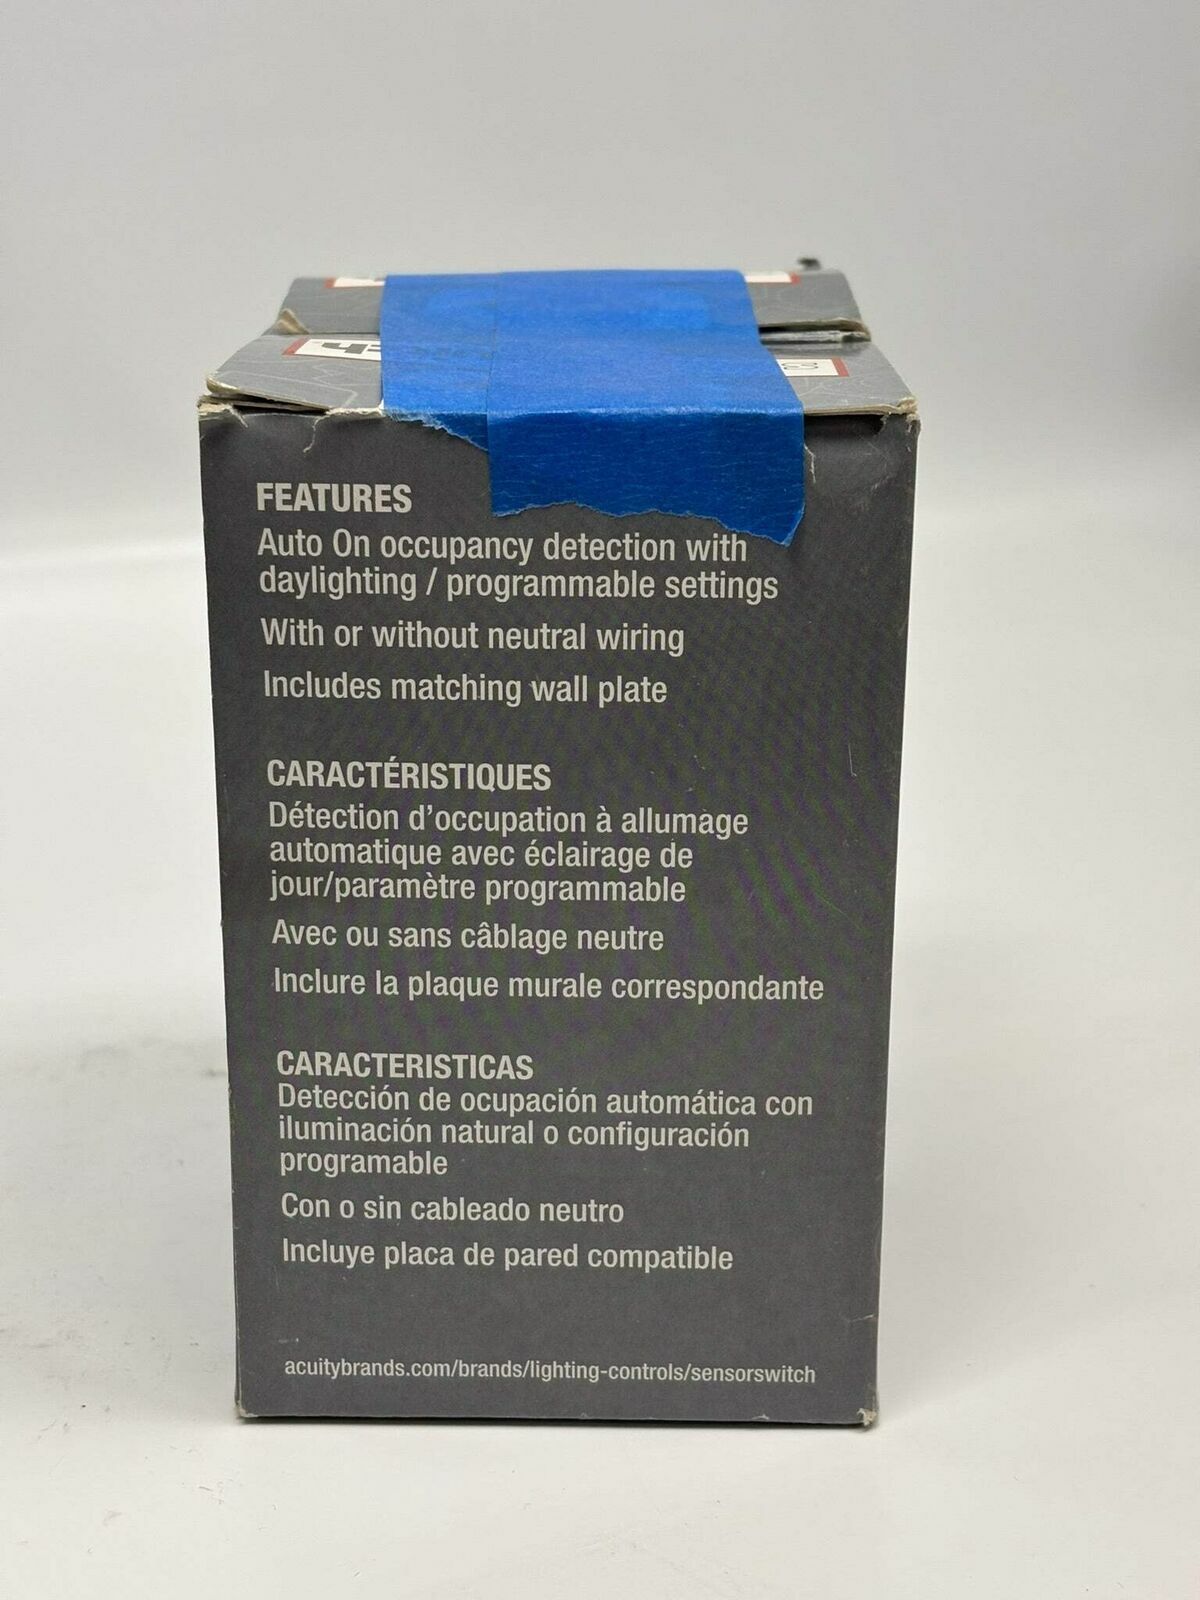 FEATURES
Auto On occupancy detection with
daylighting / programmable settings
With or without neutral wiring
Includes matching wall plate
CARACTÉRISTIQUES
Détection d'occupation à allumage
automatique avec éclairage de
jour/paramètre programmable
Avec ou sans câblage neutre
Inclure la plaque murale correspondante
CARACTERISTICAS
Detección de ocupación automática con
iluminación natural o configuración
programable
Con o sin cableado neutro
Incluye placa de pared compatible
acuitybrands.com/brands/lighting-controls/sensorswitch